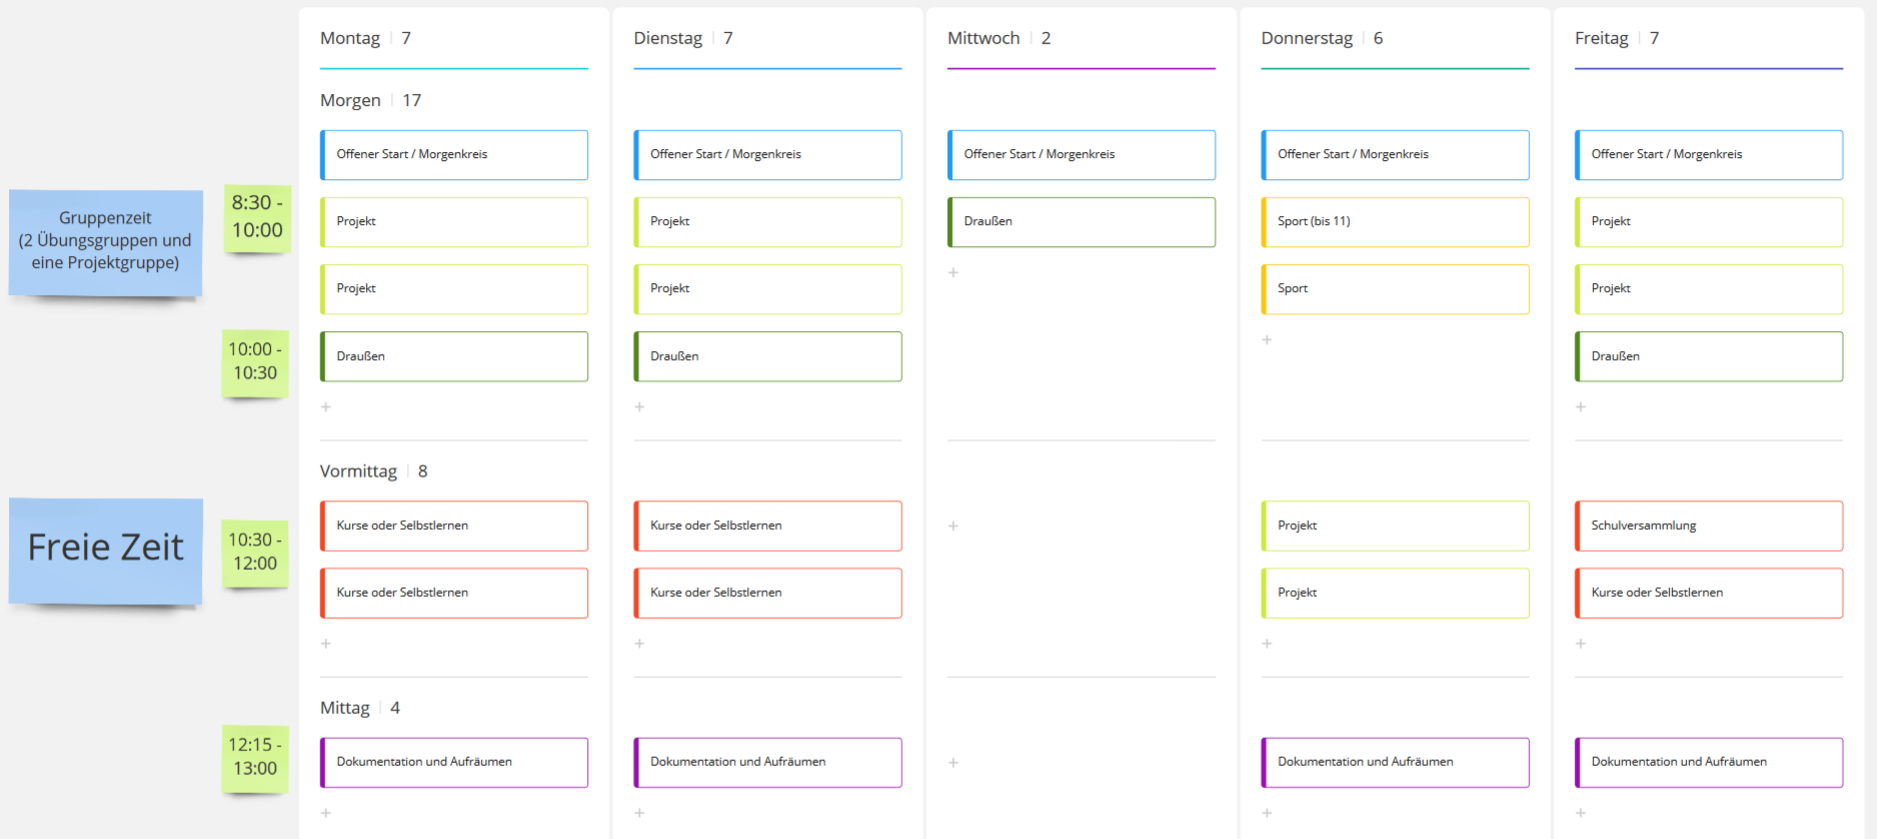 Montag | 7
Dienstag | 7
Mittwoch | 2
Donnerstag | 6
Freitag | 7
Morgen | 17
Offener Start / Morgenkreis
Offener Start / Morgenkreis
Offener Start / Morgenkreis
Offener Start / Morgenkreis
Offener Start / Morgenkreis
Gruppenzeit
(2 Übungsgruppen und
eine Projektgruppe)
8:30 -
10:00
Projekt
Projekt
Draußen
Sport (bis 11)
Projekt
Projekt
Projekt
Sport
Projekt
10:00 -
10:30
Draußen
Draußen
Draußen
Vormittag | 8
Freie Zeit
10:30 -
12:00
Kurse oder Selbstlernen
Kurse oder Selbstlernen
Projekt
Schulversammlung
Kurse oder Selbstlernen
Kurse oder Selbstlernen
Projekt
Kurse oder Selbstlernen
Mittag | 4
12:15 -
13:00
Dokumentation und Aufräumen
Dokumentation und Aufräumen
Dokumentation und Aufräumen
Dokumentation und Aufräumen